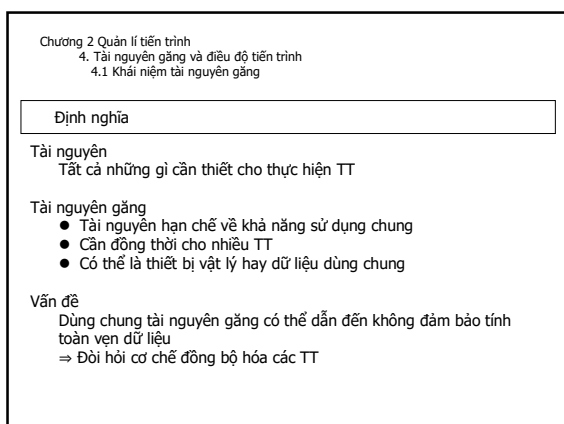 Chương 2 Quản lí tiến trình
4. Tài nguyên găng và điều độ tiến trình
4.1 Khái niệm tài nguyên găng
Định nghĩa
Tài nguyên
Tất cả những gì cần thiết cho thực hiện TT
Tài nguyên găng
● Tài nguyên hạn chế về khả năng sử dụng chung
● Cần đồng thời cho nhiều TT
● Có thể là thiết bị vật lý hay dữ liệu dùng chung
Vấn đề
Dùng chung tài nguyên găng có thể dẫn đến không đảm bảo tính
toàn vẹn dữ liệu
⇒ Đòi hỏi cơ chế đồng bộ hóa các TT